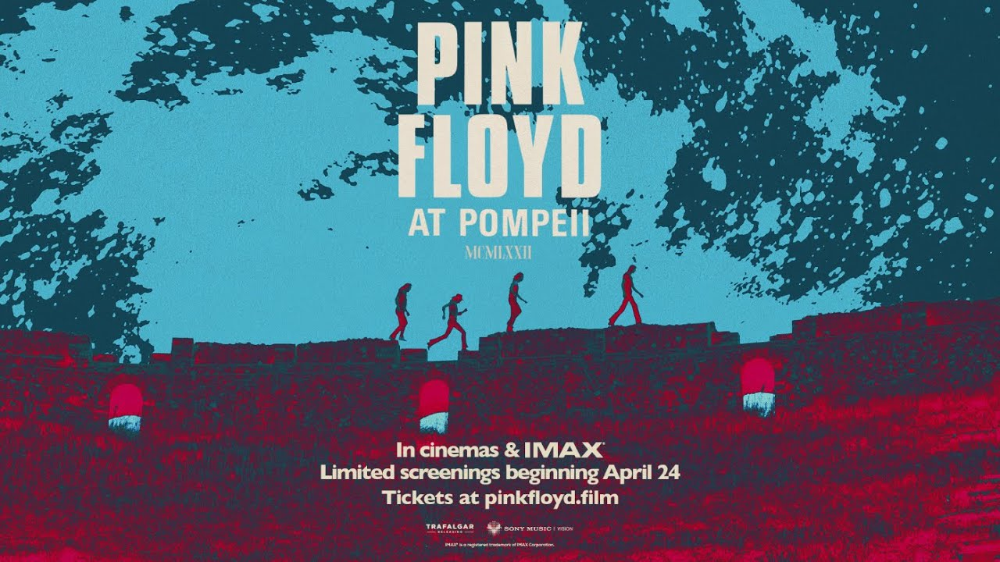 PINK
FLOYD
AT POMPEII
MCMLXXII
In cinemas & IMAX®
Limited screenings beginning April 24
Tickets at pinkfloyd.film
TRAFALGAR
RELEASING
SONY MUSIC | VISION
IMAX® is a registered trademark of IMAX Corporation.